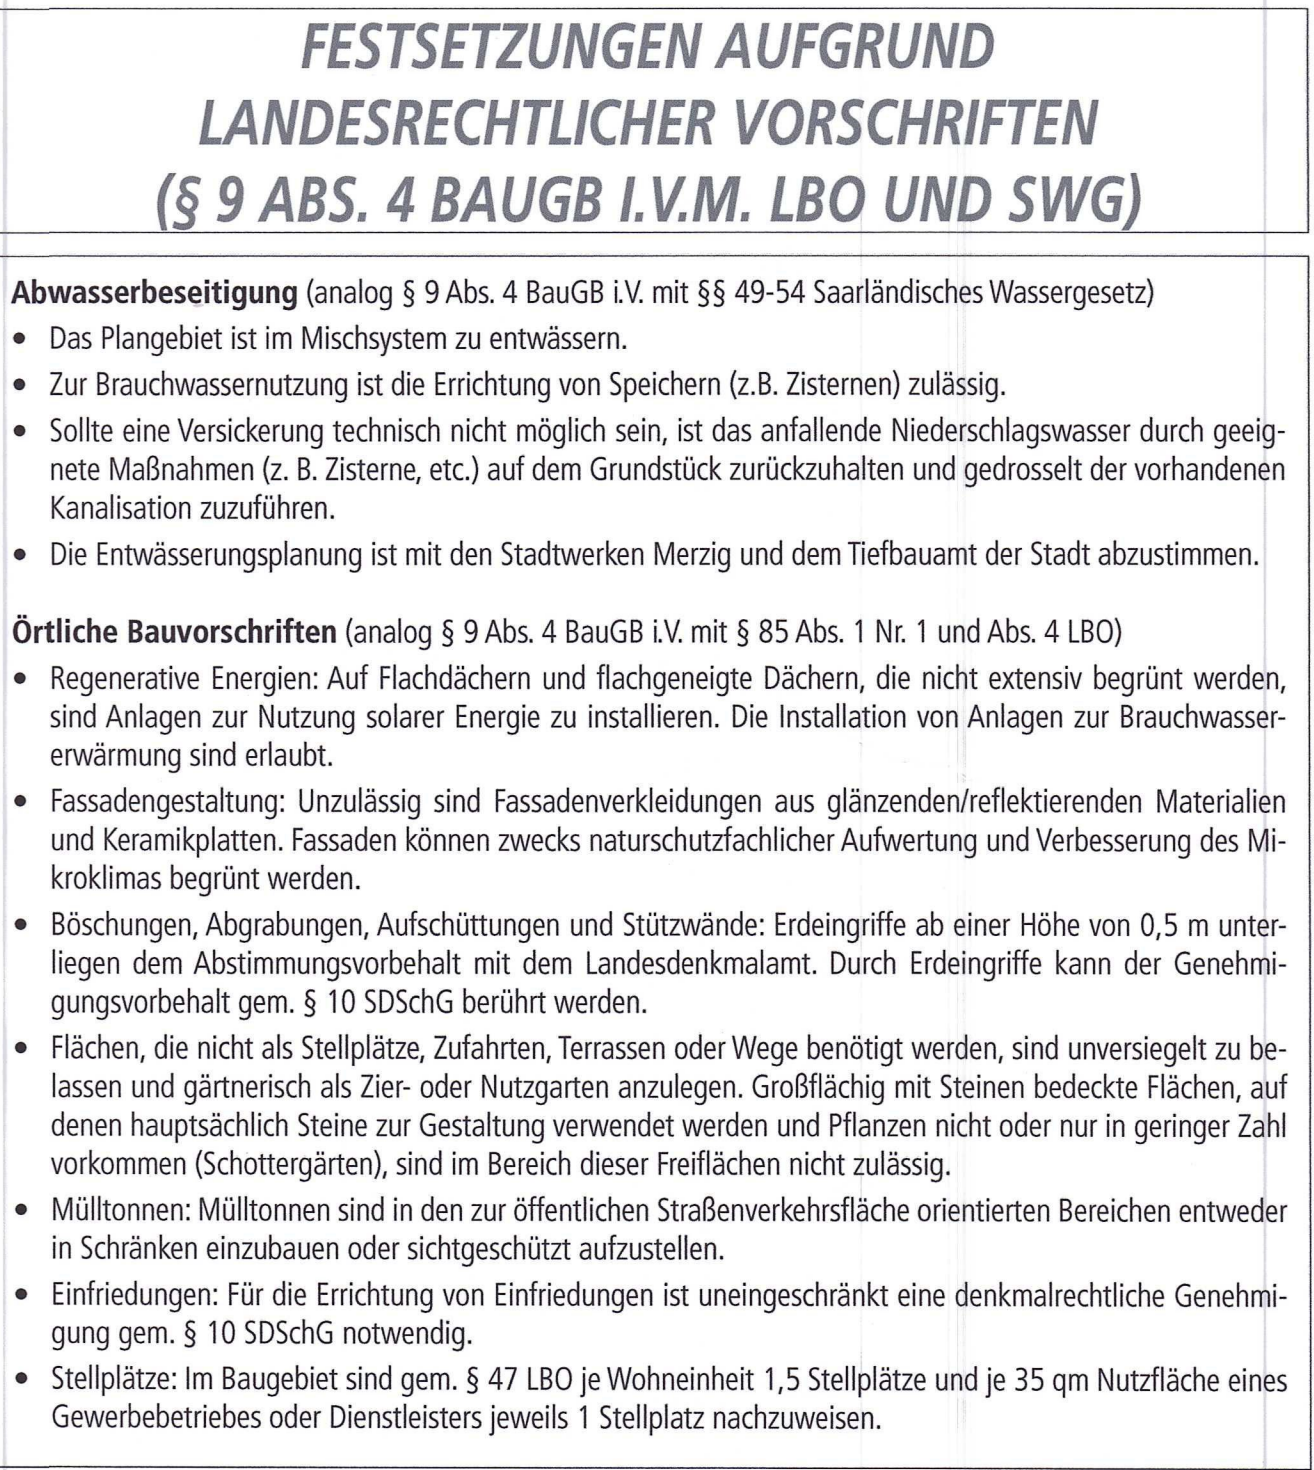 FESTSETZUNGEN AUFGRUND
LANDESRECHTLICHER VORSCHRIFTEN
(§ 9 ABS. 4 BAUGB I.V.M. LBO UND SWG)
Abwasserbeseitigung (analog § 9 Abs. 4 BauGB i.V. mit §§ 49-54 Saarländisches Wassergesetz)
• Das Plangebiet ist im Mischsystem zu entwässern.
• Zur Brauchwassernutzung ist die Errichtung von Speichern (z.B. Zisternen) zulässig.
• Sollte eine Versickerung technisch nicht möglich sein, ist das anfallende Niederschlagswasser durch geeig-
nete Maßnahmen (z. B. Zisterne, etc.) auf dem Grundstück zurückzuhalten und gedrosselt der vorhandenen
Kanalisation zuzuführen.
• Die Entwässerungsplanung ist mit den Stadtwerken Merzig und dem Tiefbauamt der Stadt abzustimmen.
Örtliche Bauvorschriften (analog § 9 Abs. 4 BauGB i.V. mit § 85 Abs. 1 Nr. 1 und Abs. 4 LBO)
• Regenerative Energien: Auf Flachdächern und flachgeneigte Dächern, die nicht extensiv begrünt werden,
sind Anlagen zur Nutzung solarer Energie zu installieren. Die Installation von Anlagen zur Brauchwasser-
erwärmung sind erlaubt.
• Fassadengestaltung: Unzulässig sind Fassadenverkleidungen aus glänzenden/reflektierenden Materialien
und Keramikplatten. Fassaden können zwecks naturschutzfachlicher Aufwertung und Verbesserung des Mi-
kroklimas begrünt werden.
• Böschungen, Abgrabungen, Aufschüttungen und Stützwände: Erdeingriffe ab einer Höhe von 0,5 m unter-
liegen dem Abstimmungsvorbehalt mit dem Landesdenkmalamt. Durch Erdeingriffe kann der Genehmi-
gungsvorbehalt gem. § 10 SDSchG berührt werden.
• Flächen, die nicht als Stellplätze, Zufahrten, Terrassen oder Wege benötigt werden, sind unversiegelt zu be-
lassen und gärtnerisch als Zier- oder Nutzgarten anzulegen. Großflächig mit Steinen bedeckte Flächen, auf
denen hauptsächlich Steine zur Gestaltung verwendet werden und Pflanzen nicht oder nur in geringer Zahl
vorkommen (Schottergärten), sind im Bereich dieser Freiflächen nicht zulässig.
• Mülltonnen: Mülltonnen sind in den zur öffentlichen Straßenverkehrsfläche orientierten Bereichen entweder
in Schränken einzubauen oder sichtgeschützt aufzustellen.
• Einfriedungen: Für die Errichtung von Einfriedungen ist uneingeschränkt eine denkmalrechtliche Genehmi-
gung gem. § 10 SDSchG notwendig.
• Stellplätze: Im Baugebiet sind gem. § 47 LBO je Wohneinheit 1,5 Stellplätze und je 35 qm Nutzfläche eines
Gewerbebetriebes oder Dienstleisters jeweils 1 Stellplatz nachzuweisen.